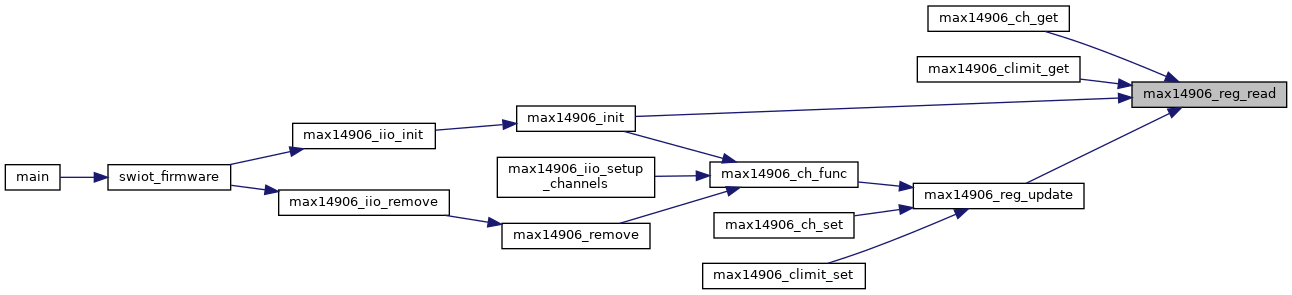 max14906_ch_get
max14906_climit_get
max14906_reg_read
max14906_init
max14906_iio_init
max14906_iio_setup
_channels
max14906_ch_func
main
swiot_firmware
max14906_iio_remove
max14906_reg_update
max14906_ch_set
max14906_remove
max14906_climit_set